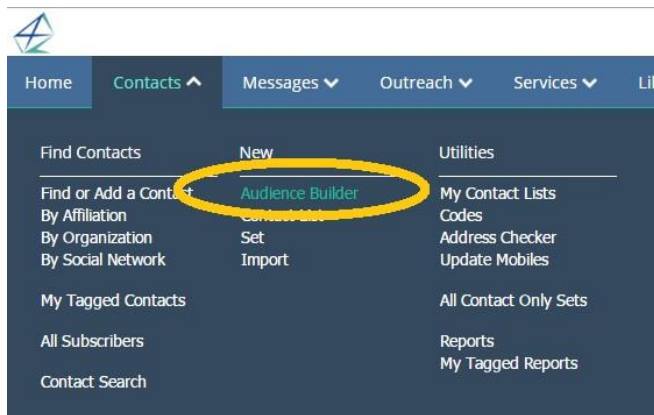 Home Contacts Messages Outreach Services Li
Find Contacts
Find or Add a Contact
By Affiliation
By Organization
By Social Network
My Tagged Contacts
All Subscribers
Contact Search
New
Audience Builder
Contact List
Set
Import
Utilities
My Contact Lists
Codes
Address Checker
Update Mobiles
All Contact Only Sets
Reports
My Tagged Reports